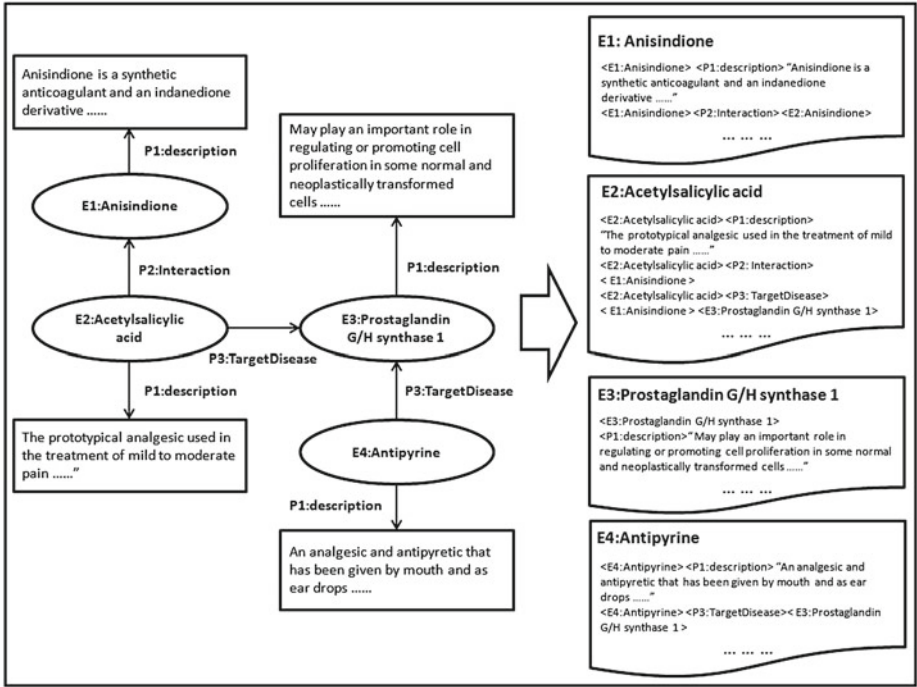 Anisindione is a synthetic
anticoagulant and an indanedione
derivative ......
P1:description
E1:Anisindione
P2:Interaction
E2:Acetylsalicylic
acid
P3:TargetDisease
P1:description
The prototypical analgesic used in
the treatment of mild to moderate
pain ......”
May play an important role in
regulating or promoting cell
proliferation in some normal and
neoplastically transformed
cells ......
P1:description
E3:Prostaglandin
G/H synthase 1
P3:TargetDisease
E4:Antipyrine
P1:description
An analgesic and antipyretic that
has been given by mouth and as
ear drops ......
E1: Anisindione
<E1:Anisindione> <P1:description> “Anisindione is a
synthetic anticoagulant and an indanedione
derivative ......”
<E1:Anisindione><P2:Interaction><E2:Anisindione>
... ... ...
E2:Acetylsalicylic acid
<E2:Acetylsalicylic acid><P1:description>
“The prototypical analgesic used in the treatment of mild
to moderate pain ......”
<E2:Acetylsalicylic acid><P2: Interaction>
< E1:Anisindione >
<E2:Acetylsalicylic acid><P3: TargetDisease>
< E1:Anisindione > <E3:Prostaglandin G/H synthase 1>
... ... ...
E3:Prostaglandin G/H synthase 1
<E3:Prostaglandin G/H synthase 1>
<P1:description>“May play an important role in
regulating or promoting cell proliferation in some normal
and neoplastically transformed cells ......”
... ... ...
E4:Antipyrine
<E4:Antipyrine><P1:description> “An analgesic and
antipyretic that has been given by mouth and as ear
drops ......”
<E4:Antipyrine><P3:TargetDisease>< E3:Prostaglandin
G/H synthase 1 >
... ... ...